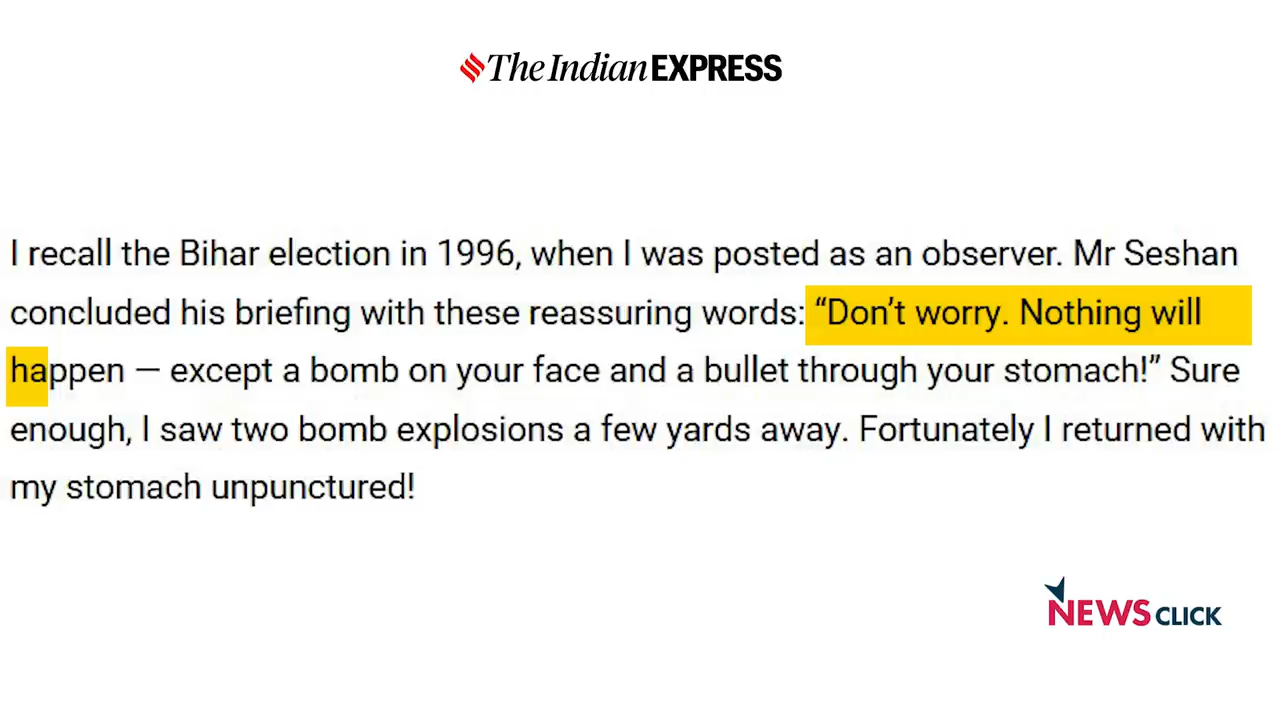 The Indian EXPRESS
I recall the Bihar election in 1996, when I was posted as an observer. Mr Seshan
concluded his briefing with these reassuring words: “Don’t worry. Nothing will
happen — except a bomb on your face and a bullet through your stomach!” Sure
enough, I saw two bomb explosions a few yards away. Fortunately I returned with
my stomach unpunctured!
NEWS CLICK